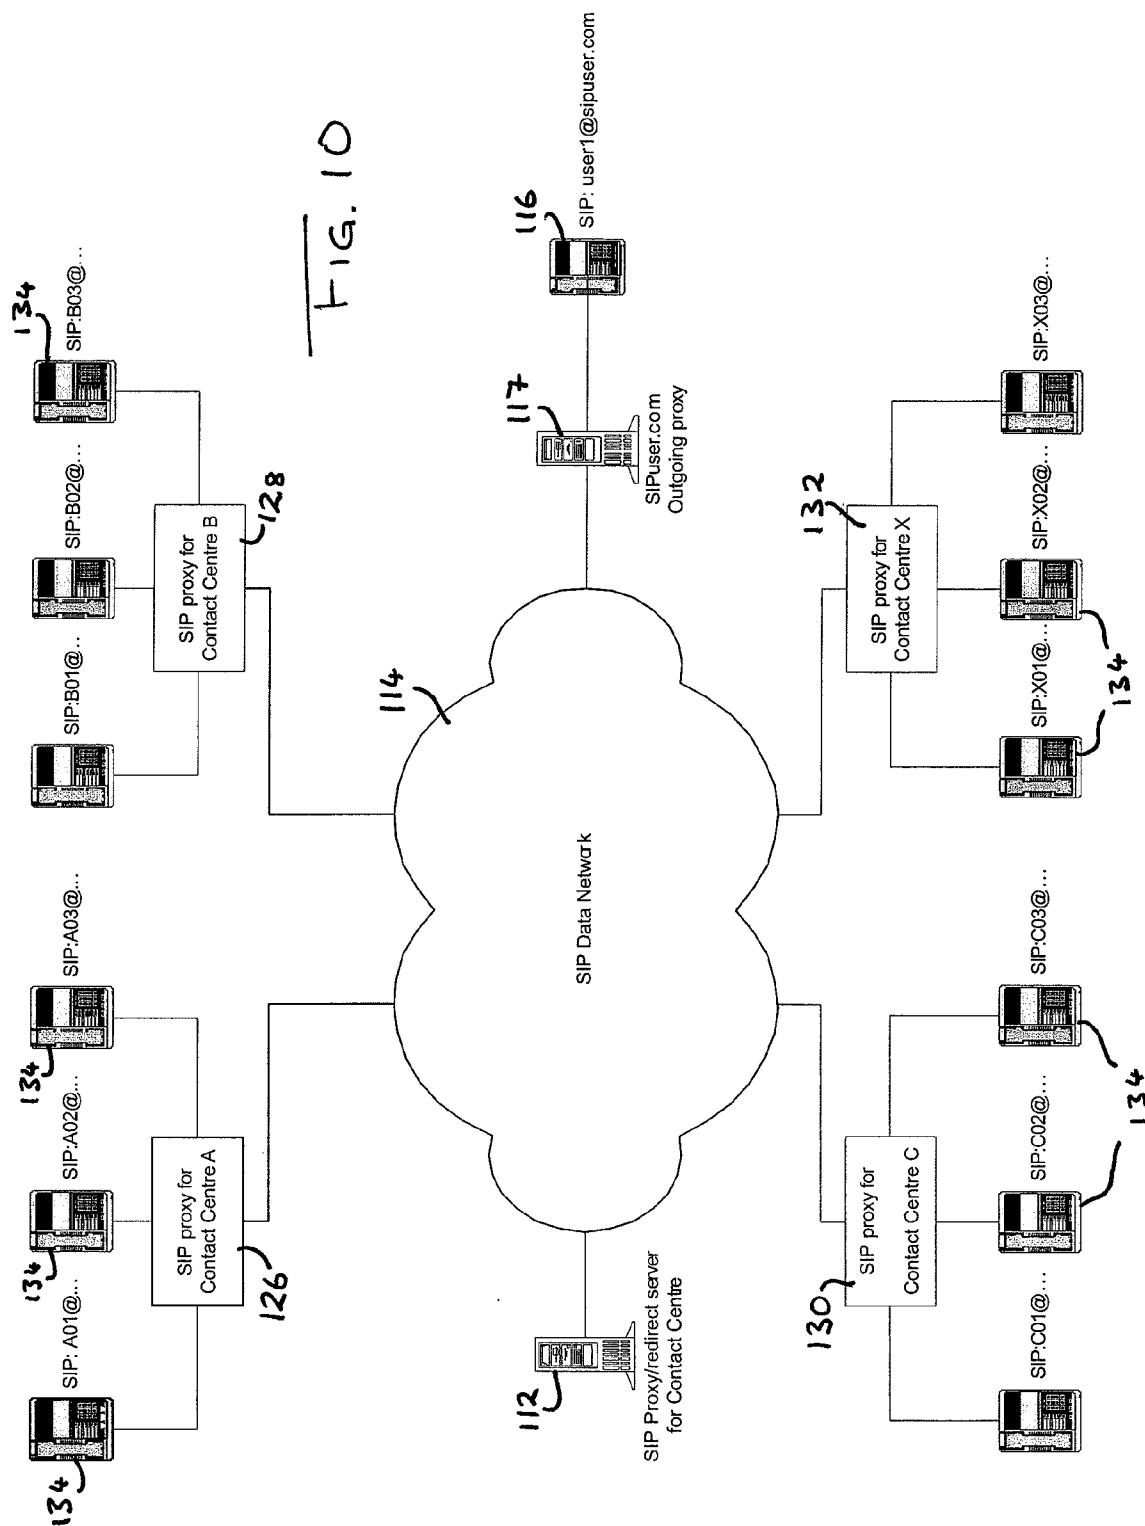 134
134
134
134
SIP: A01@...
SIP:A02@...
SIP:A03@...
SIP:B01@...
SIP:B02@...
SIP:B03@...
SIP proxy for
Contact Centre A
126
SIP proxy for
Contact Centre B
128
FIG. 10
114
112
117
116
SIP Data Network
SIP: user1@sipuser.com
SIP Proxy/redirect server
for Contact Centre
SIPuser.com
Outgoing proxy
130
SIP proxy for
Contact Centre C
132
SIP proxy for
Contact Centre X
SIP:C01@...
SIP:C02@...
SIP:C03@...
SIP:X01@...
SIP:X02@...
SIP:X03@...
134
134